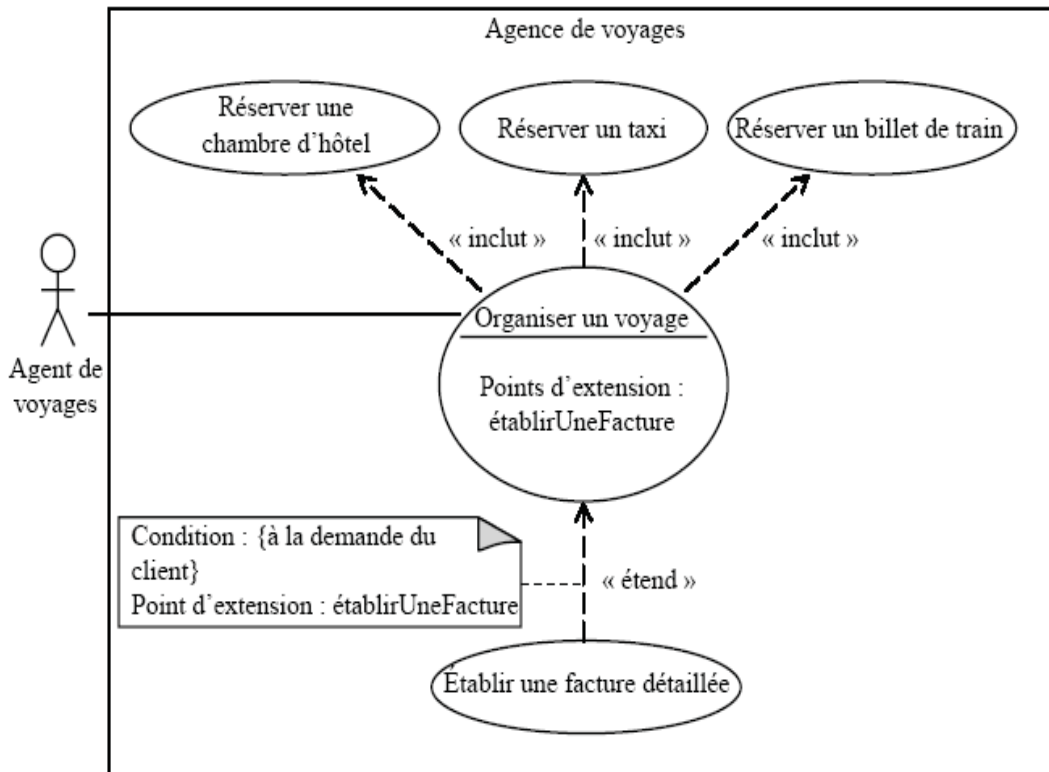 Agence de voyages
Réserver une
chambre d’hôtel
Réserver un taxi
Réserver un billet de train
« inclut »
« inclut »
« inclut »
Agent de
voyages
Organiser un voyage
Points d’extension :
établirUneFacture
Condition : {à la demande du
client}
Point d’extension : établirUneFacture
« étend »
Établir une facture détaillée